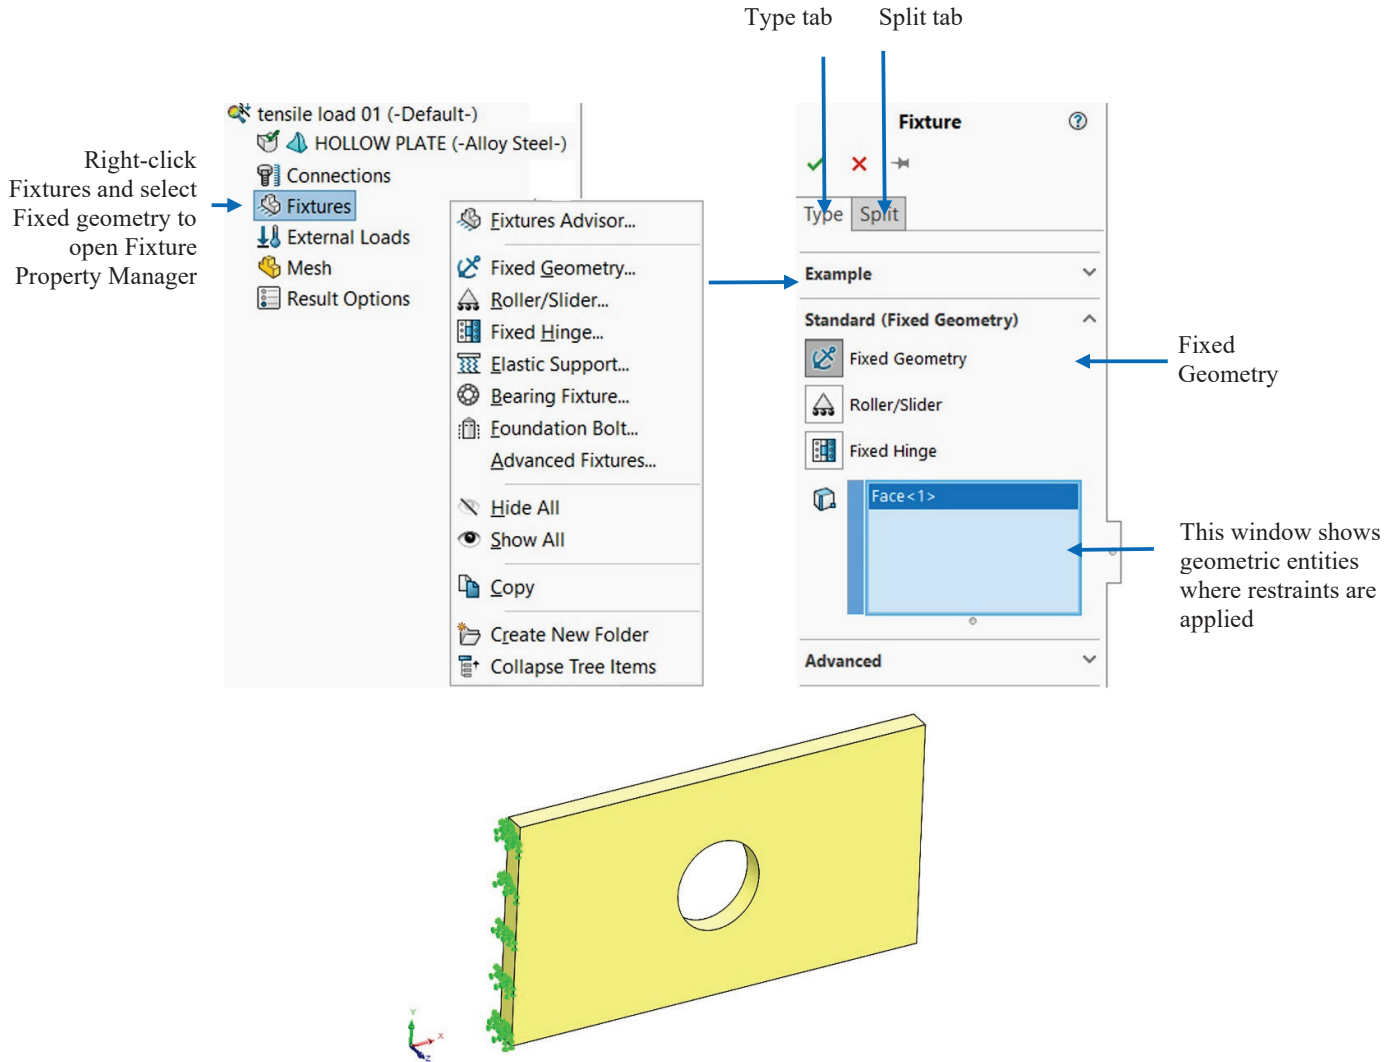 Type tab
Split tab
tensile load 01 (-Default-)
HOLLOW PLATE (-Alloy Steel-)
Connections
Fixtures
External Loads
Mesh
Result Options
Right-click
Fixtures and select
Fixed geometry to
open Fixture
Property Manager
Fixtures Advisor...
Fixed Geometry...
Roller/Slider...
Fixed Hinge...
Elastic Support...
Bearing Fixture...
Foundation Bolt...
Advanced Fixtures...
Hide All
Show All
Copy
Create New Folder
Collapse Tree Items
Fixture
Type
Split
Example
Standard (Fixed Geometry)
Fixed Geometry
Roller/Slider
Fixed Hinge
Face<1>
Advanced
Fixed
Geometry
This window shows
geometric entities
where restraints are
applied
Y
X
Z